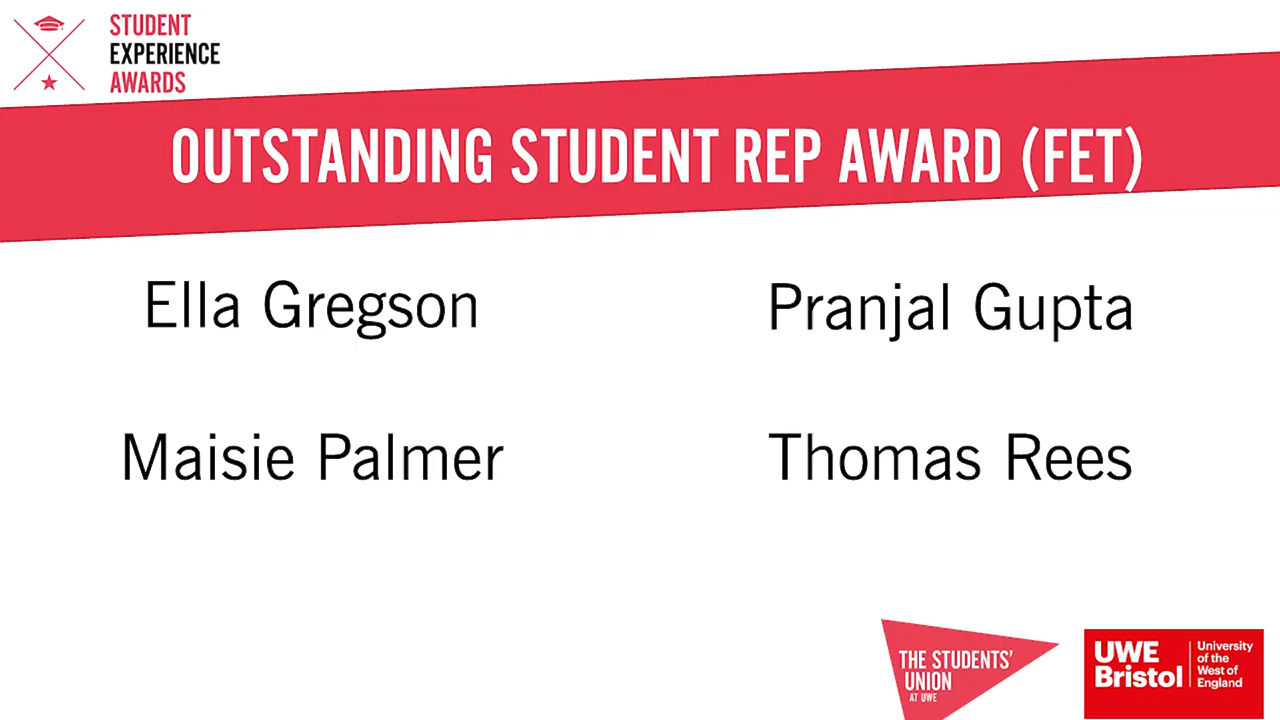 STUDENT
EXPERIENCE
AWARDS
OUTSTANDING STUDENT REP AWARD (FET)
Ella Gregson
Pranjal Gupta
Maisie Palmer
Thomas Rees
THE STUDENTS'
UNION
AT UWE
UWE
Bristol
University
of the
West of
England